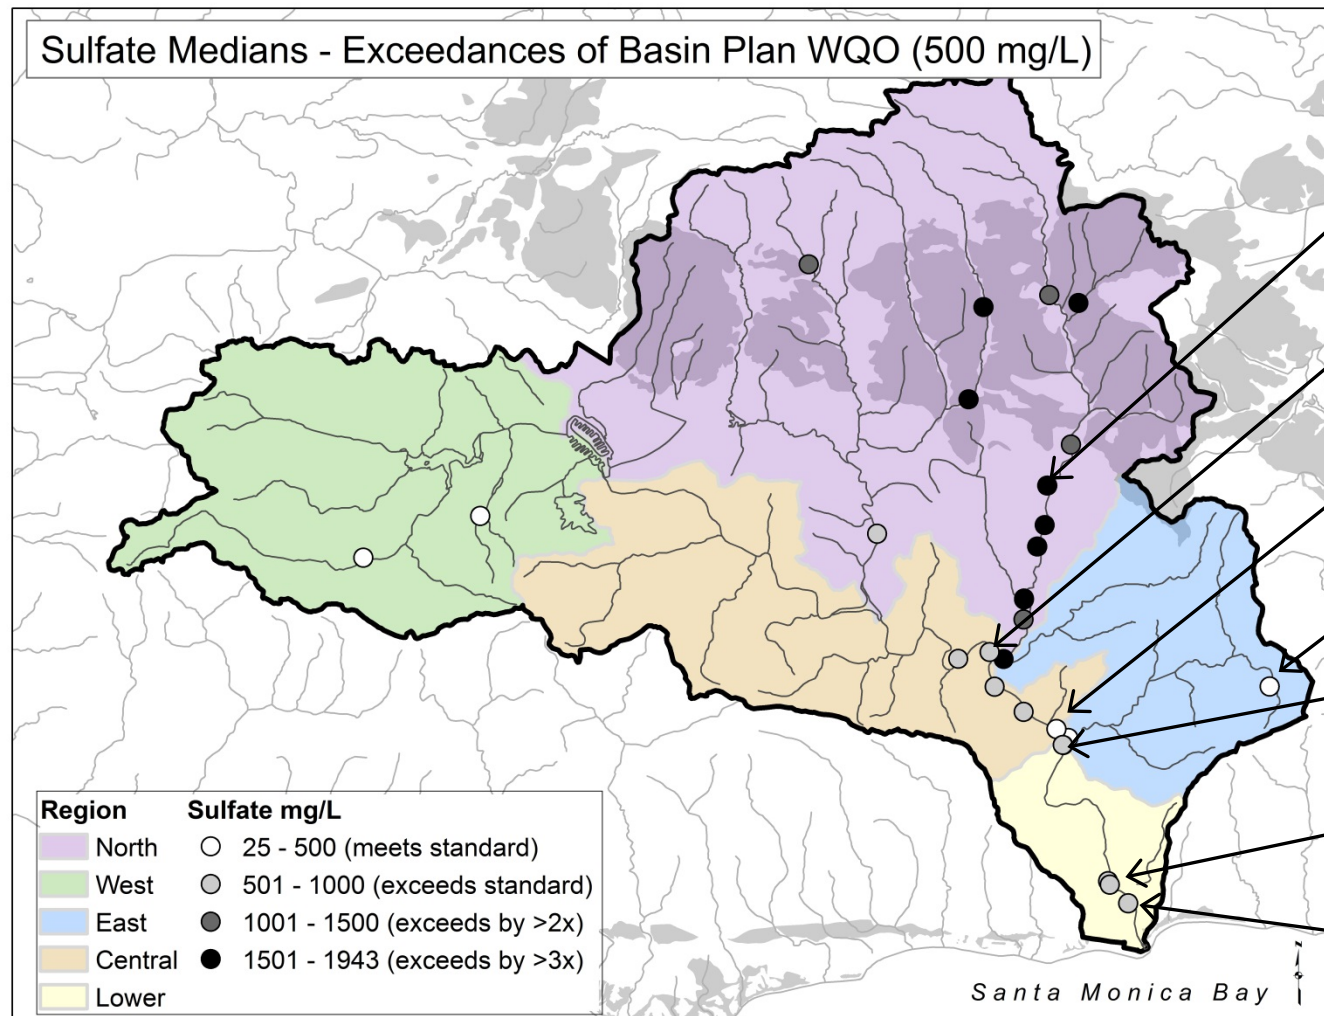 Sulfate Medians - Exceedances of Basin Plan WQO (500 mg/L)
Region Sulfate mg/L
North 25 - 500 (meets standard)
West 501 - 1000 (exceeds standard)
East 1001 - 1500 (exceeds by >2x)
Central 1501 - 1943 (exceeds by >3x)
Lower
Santa Monica Bay